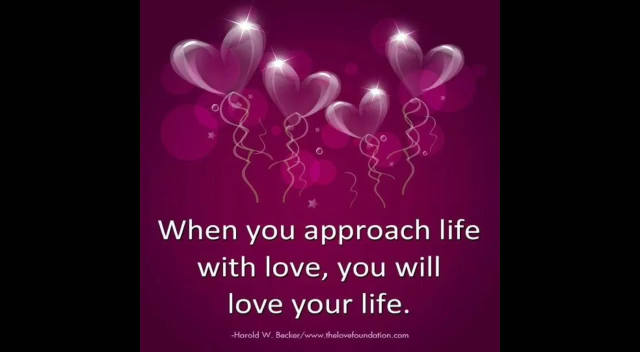 When you approach life
with love, you will
love your life.
-Harold W. Becker/www.thelovefoundation.com